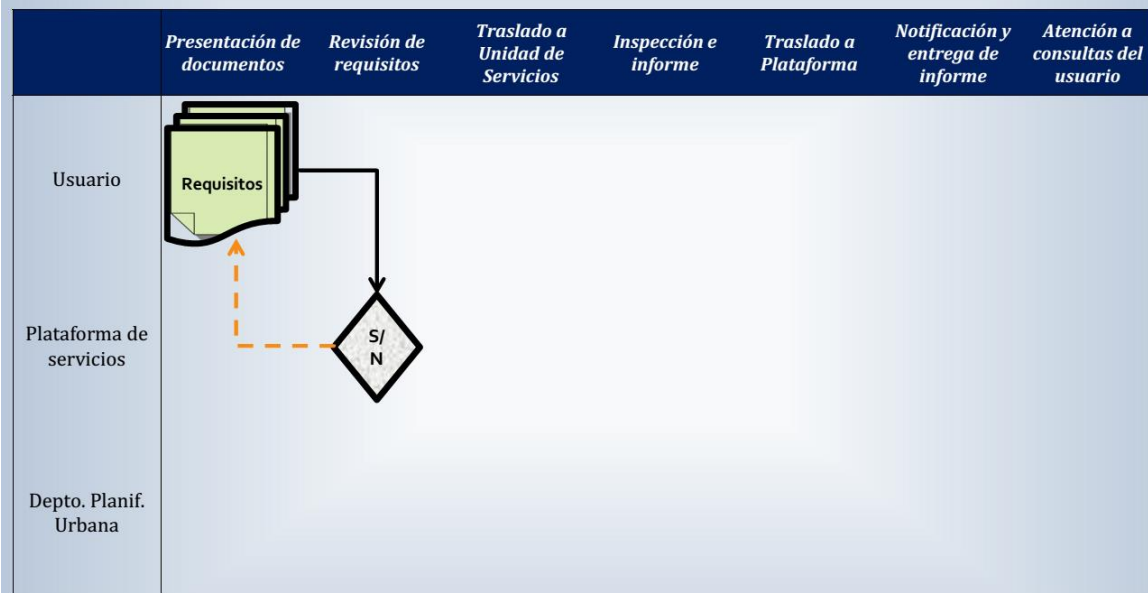 Presentación de
documentos
Revisión de
requisitos
Traslado a
Unidad de
Servicios
Inspección e
informe
Traslado a
Plataforma
Notificación y
entrega de
informe
Atención a
consultas del
usuario
Usuario
Requisitos
Plataforma de
servicios
S/
N
Depto. Planif.
Urbana